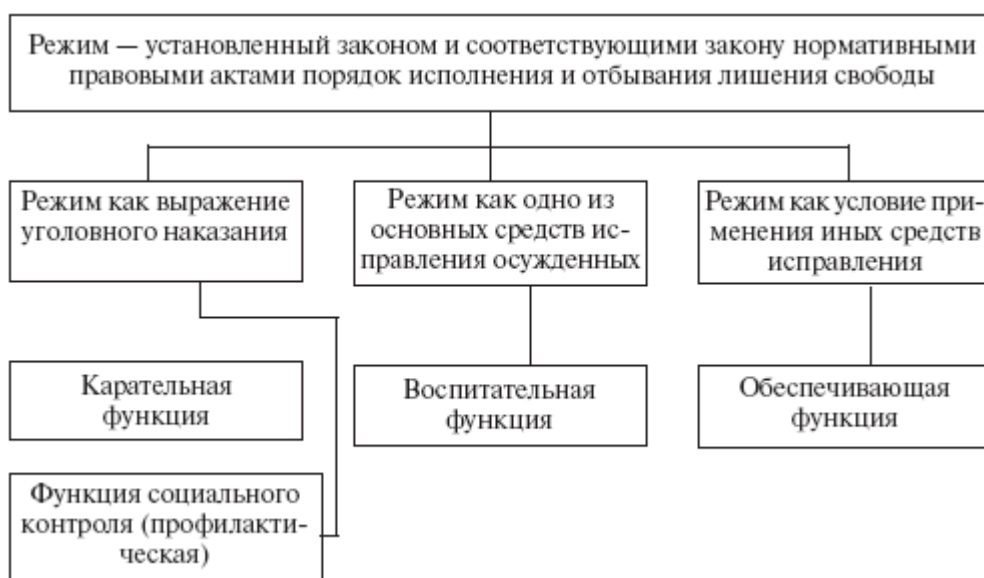 Режим — установленный законом и соответствующими закону нормативными
правовыми актами порядок исполнения и отбывания лишения свободы
Режим как выражение
уголовного наказания
Режим как одно из
основных средств ис-
правления осужденных
Режим как условие при-
менения иных средств
исправления
Карательная
функция
Воспитательная
функция
Обеспечивающая
функция
Функция социального
контроля (профилакти-
ческая)